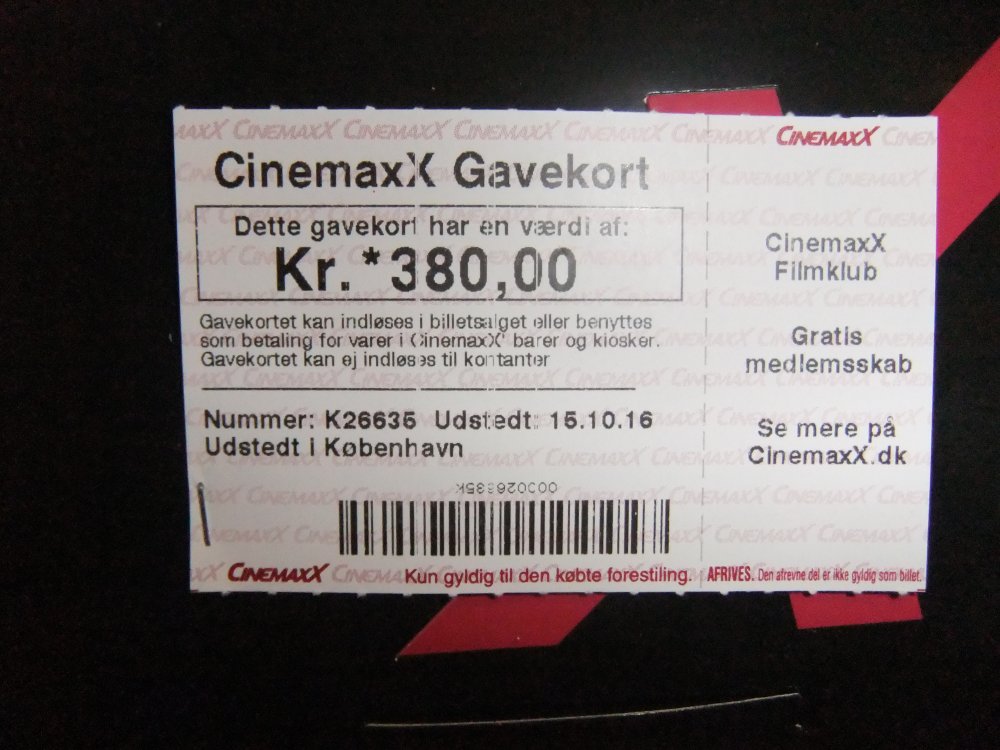 CINEMAXX
CinemaxX Gavekort
Dette gavekort har en værdi af:
Kr. *380,00
Gavekortet kan indløses i billetsalget eller benyttes
som betaling for varer i CinemaxX' barer og kiosker.
Gavekortet kan ej indløses til kontanter
Nummer: K26635 Udstedt: 15.10.16
Udstedt i København
CINEMAXX
Kun gyldig til den købte forestiling.
CinemaxX
Filmklub
Gratis
medlemsskab
Se mere på
CinemaxX.dk
AFRIVES. Den afrevne del er ikke gyldig som billet.